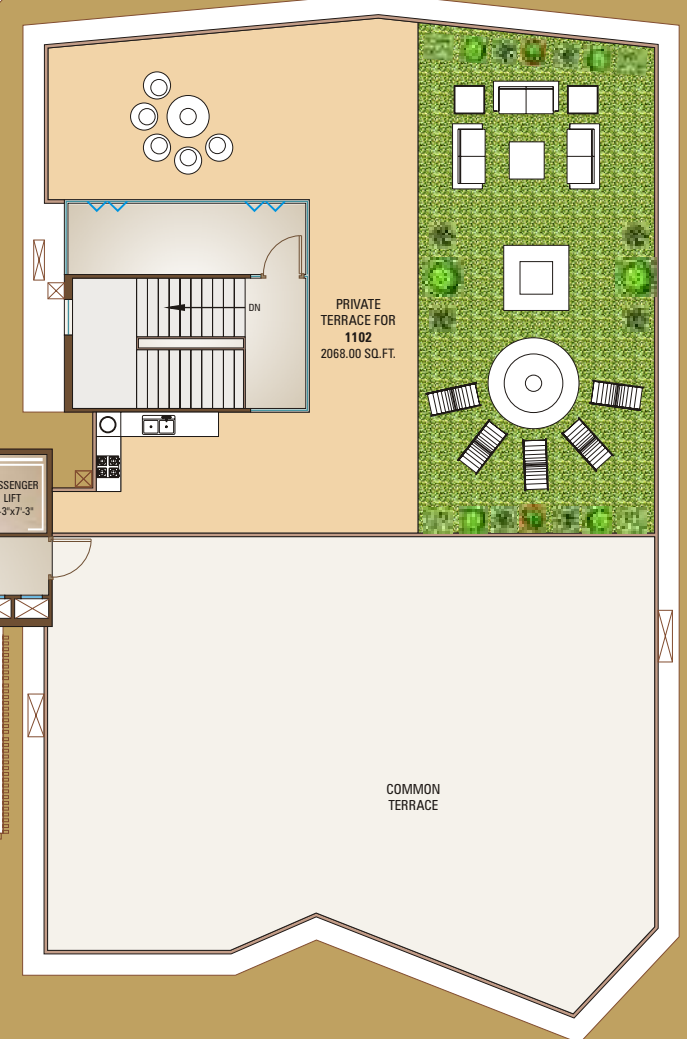 DN
PRIVATE
TERRACE FOR
1102
2068.00 SQ.FT.
LIFT
COMMON
TERRACE